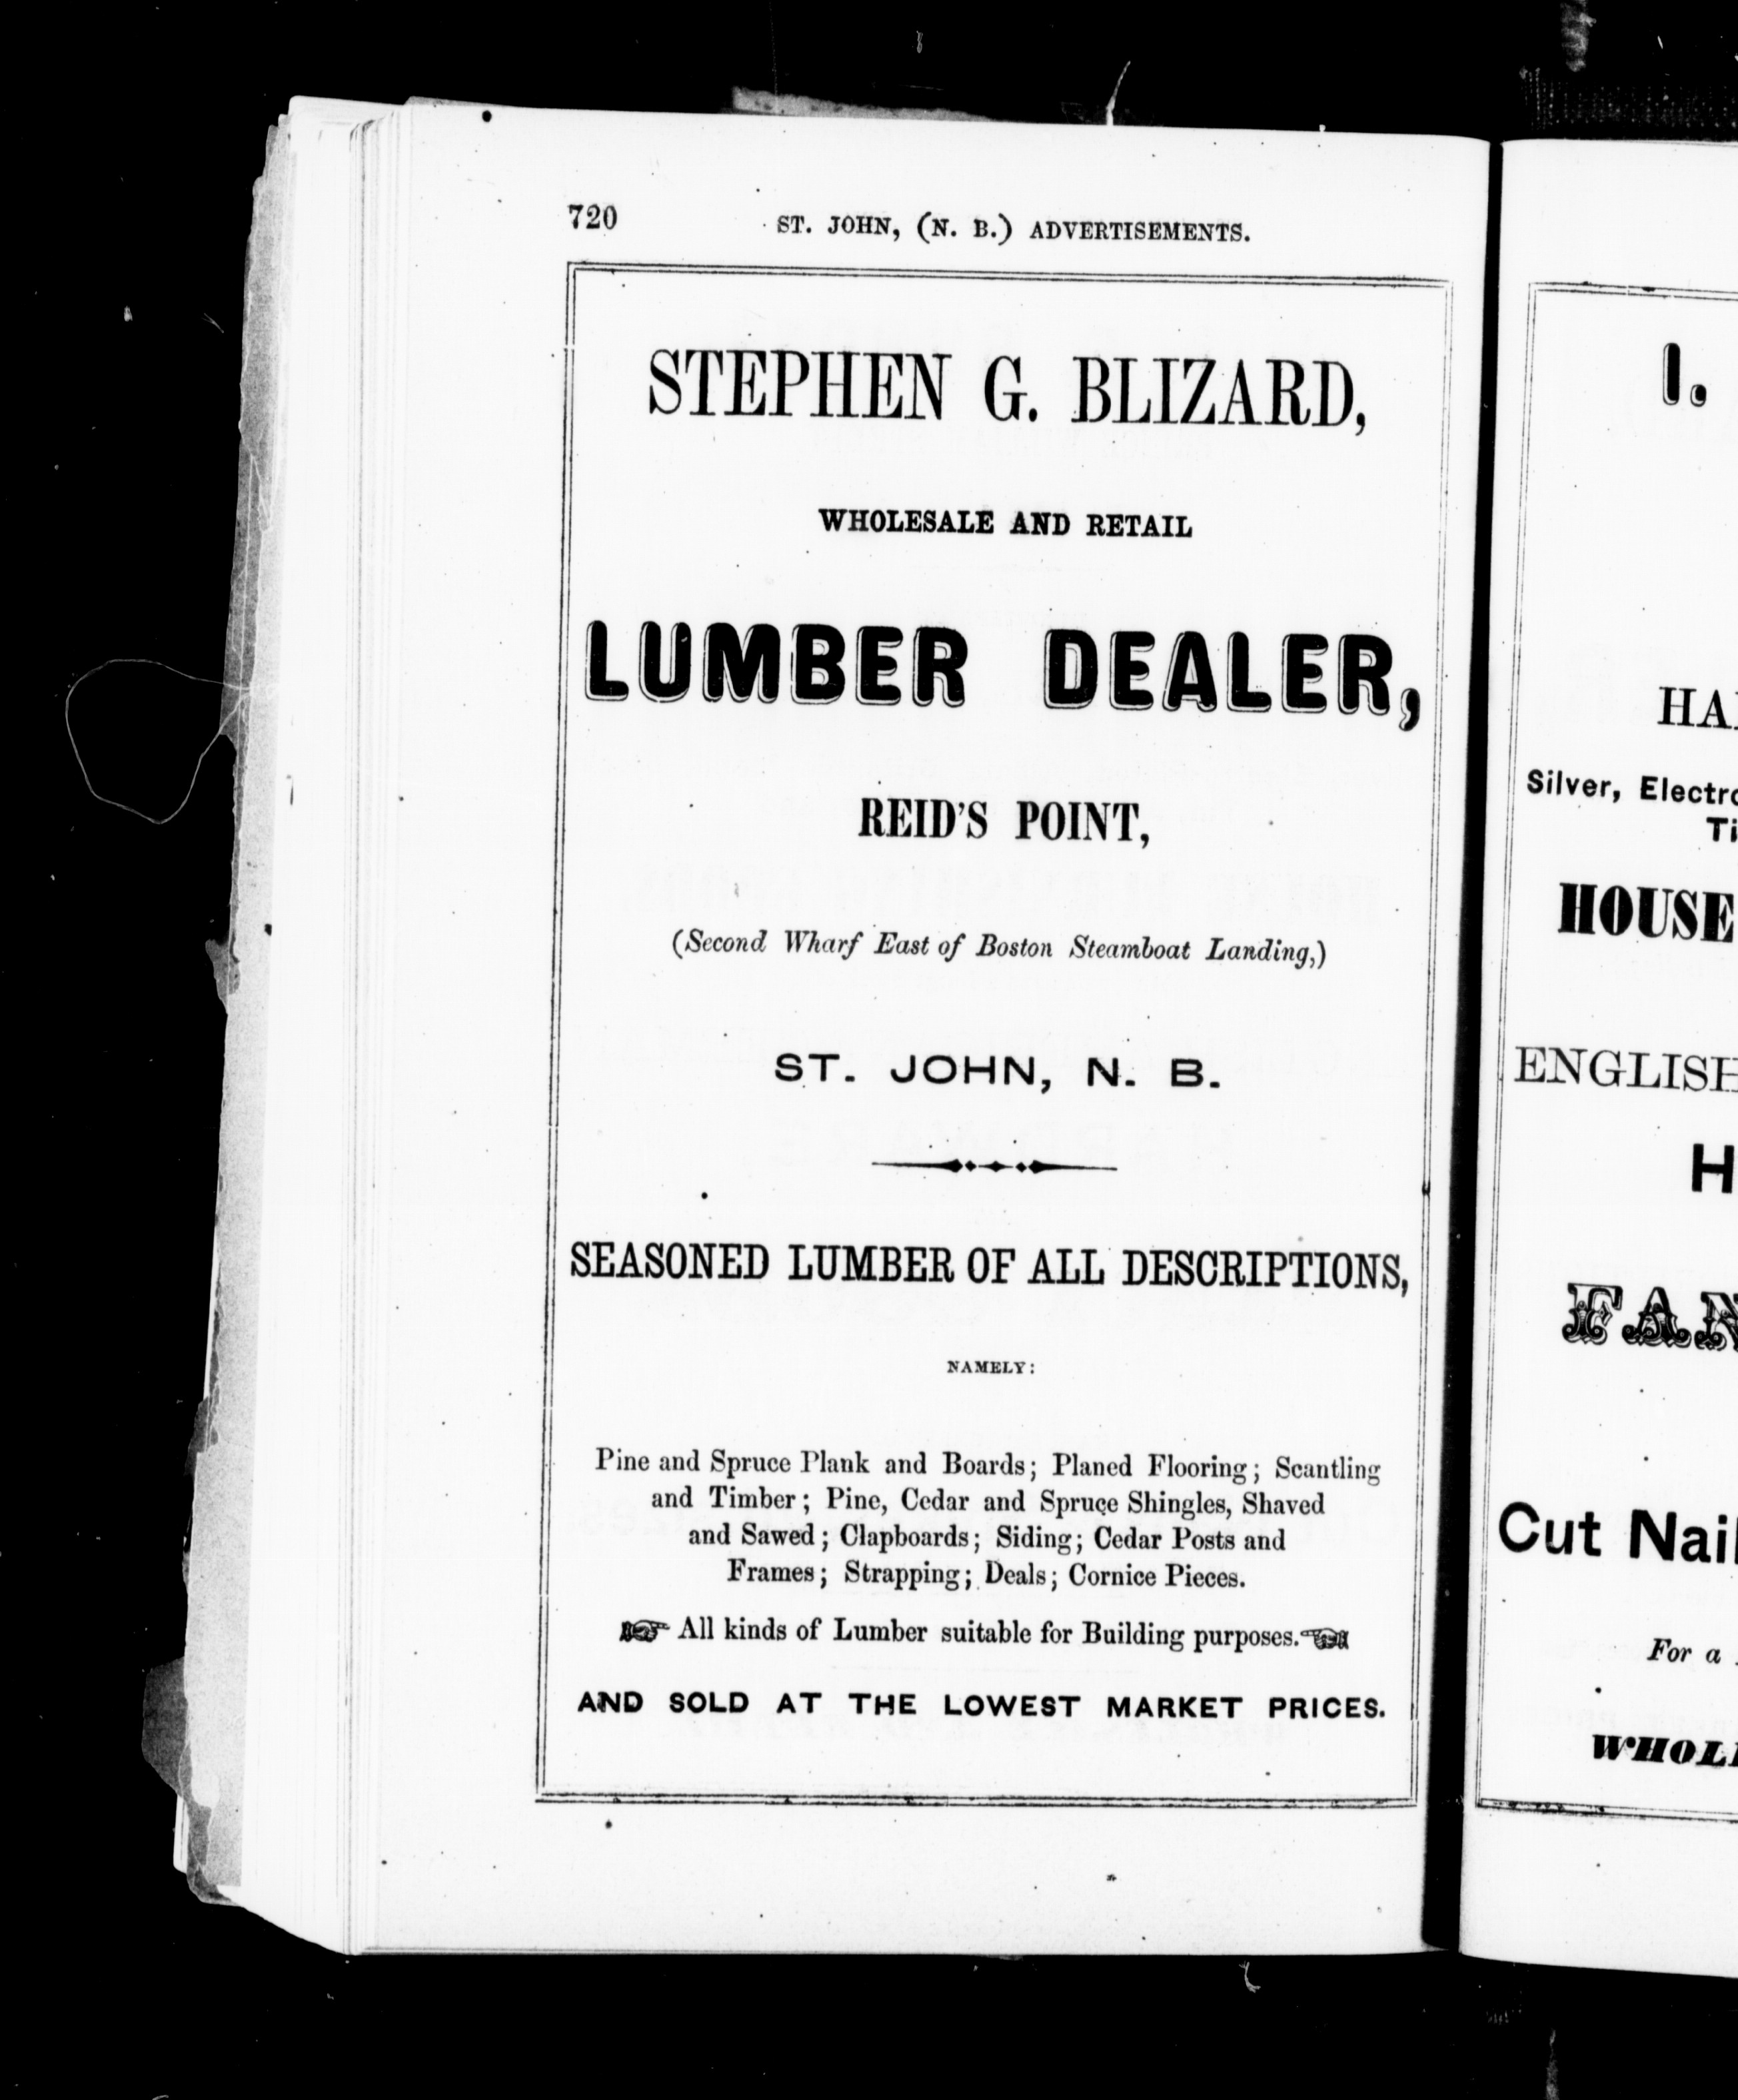 720
ST. JOHN, (N. B.) ADVERTISEMENTS.
STEPHEN G. BLIZARD,
WHOLESALE AND RETAIL
LUMBER DEALER,
REID'S POINT,
(Second Wharf East of Boston Steamboat Landing,)
ST. JOHN, N. B.
SEASONED LUMBER OF ALL DESCRIPTIONS,
NAMELY:
Pine and Spruce Plank and Boards; Planed Flooring; Scantling
and Timber; Pine, Cedar and Spruce Shingles, Shaved
and Sawed; Clapboards; Siding; Cedar Posts and
Frames; Strapping; Deals; Cornice Pieces.
All kinds of Lumber suitable for Building purposes.
AND SOLD AT THE LOWEST MARKET PRICES.
I.
Silver,
HOUSE
Cut
For a